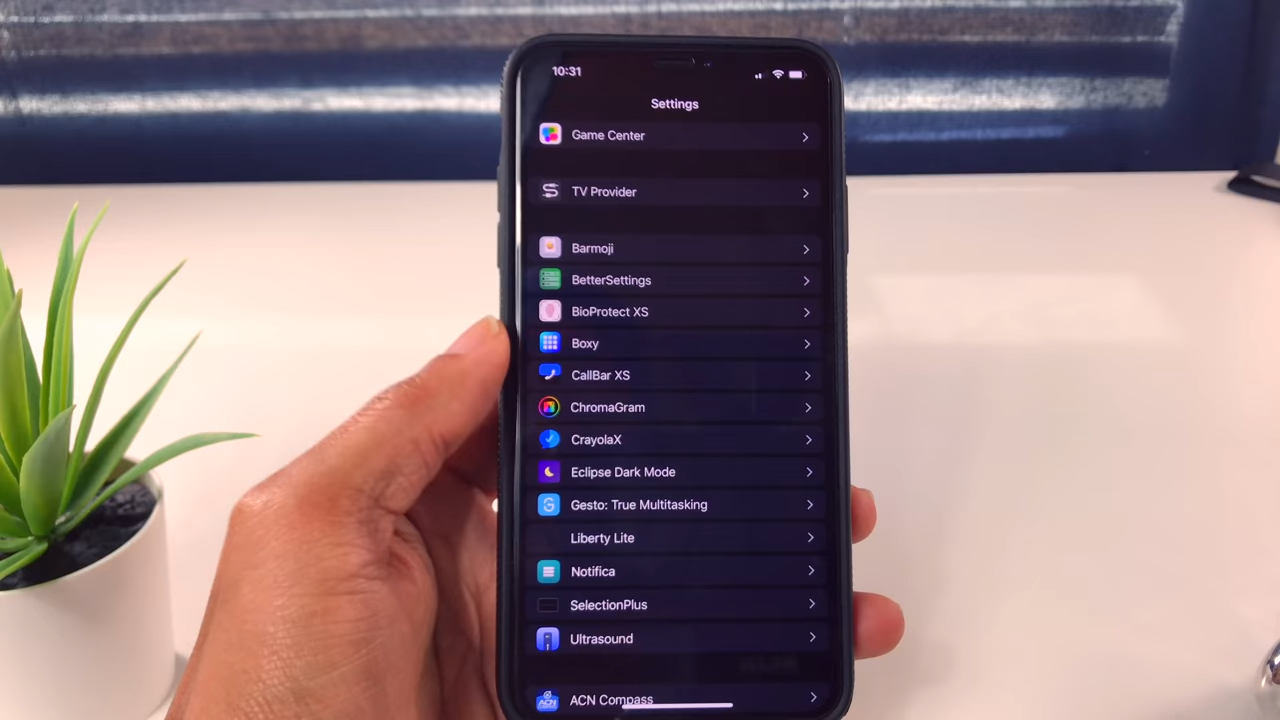 10:31
Settings
Game Center
TV Provider
Barmoji
BetterSettings
BioProtect XS
Boxy
CallBar XS
ChromaGram
CrayolaX
Eclipse Dark Mode
Gesto: True Multitasking
Liberty Lite
Notifica
SelectionPlus
Ultrasound
ACN
ACN Compass